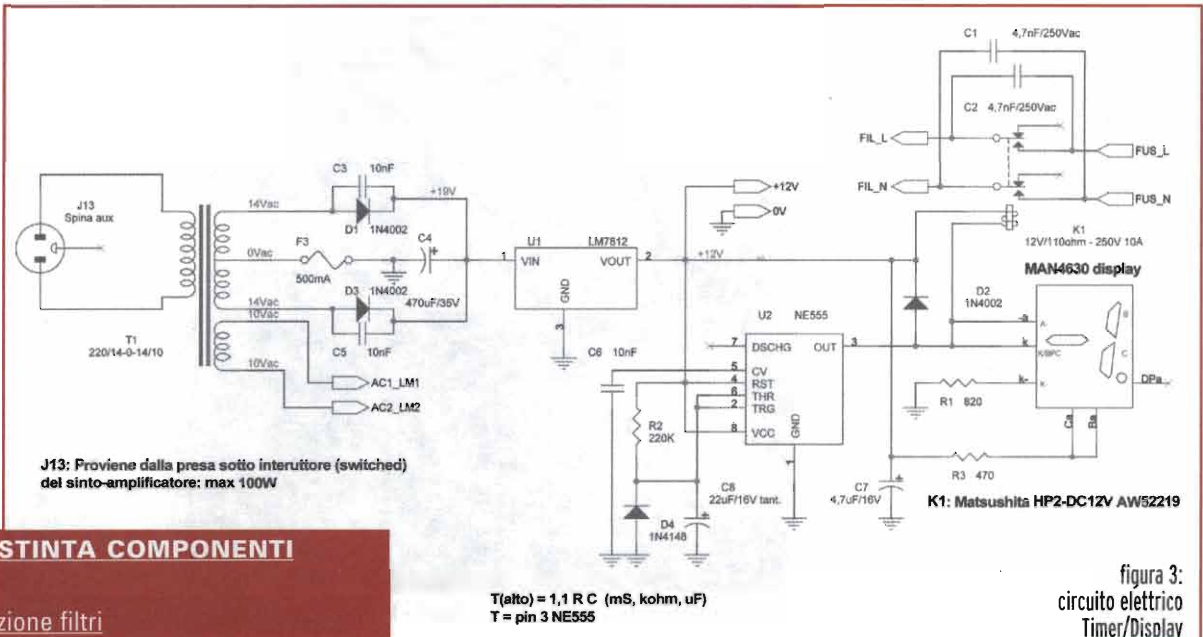 C1 4,7nF/250Vac
C2 4,7nF/250Vac
FIL_L
FUS_L
FIL_N
FUS_N
K1
12V/110ohm - 250V 10A
MAN4630 display
J13
Spina aux
T1
220/14-0-14/10
14Vac
0Vac
14Vac
10Vac
10Vac
C3 10nF
D1 1N4002
+19V
F3
500mA
C4
470uF/35V
D3 1N4002
C5 10nF
AC1_LM1
AC2_LM2
U1 LM7812
1 VIN VOUT 2
GND
3
+12V
0V
+12V
C6 10nF
R2
220K
U2 NE555
7 DSCHG OUT 3
5 CV
4 RST
6 THR
2 TRG
8 VCC
GND
1
D4
1N4148
C8
22uF/16V tant.
C7
4,7uF/16V
D2
1N4002
-a A
k
k- K
B
C
DPa
Ca
Ba
R1 820
R3 470
K1: Matsushita HP2-DC12V AW52219
J13: Proviene dalla presa sotto interuttore (switched)
del sinto-amplificatore: max 100W
T(alto) = 1,1 R C (mS, kohm, uF)
T = pin 3 NE555
STINTA COMPONENTI
zione filtri
figura 3:
circuito elettrico
Timer/Display